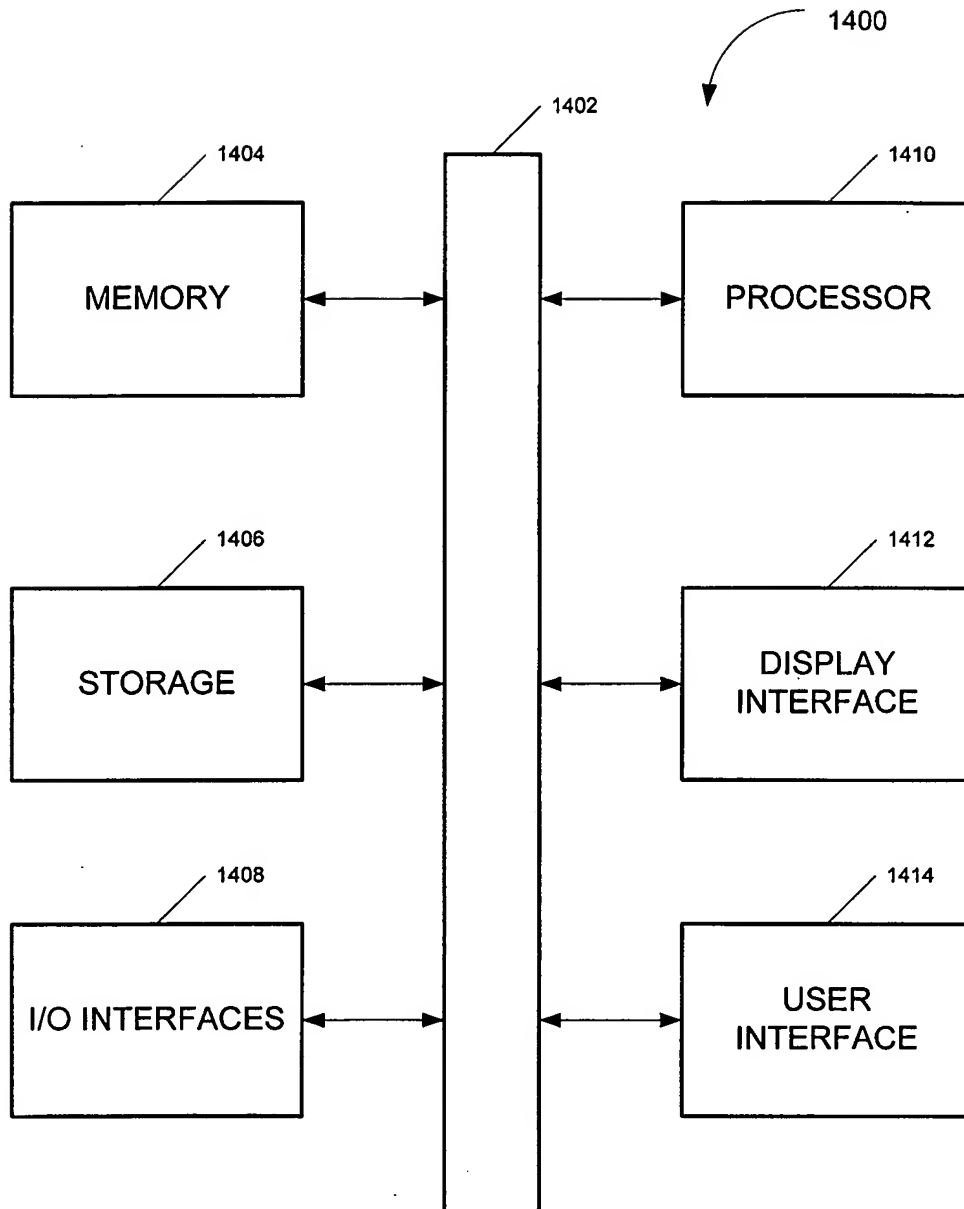 1400
1402
1404
1410
MEMORY
PROCESSOR
1406
1412
STORAGE
DISPLAY
INTERFACE
1408
1414
I/O INTERFACES
USER
INTERFACE